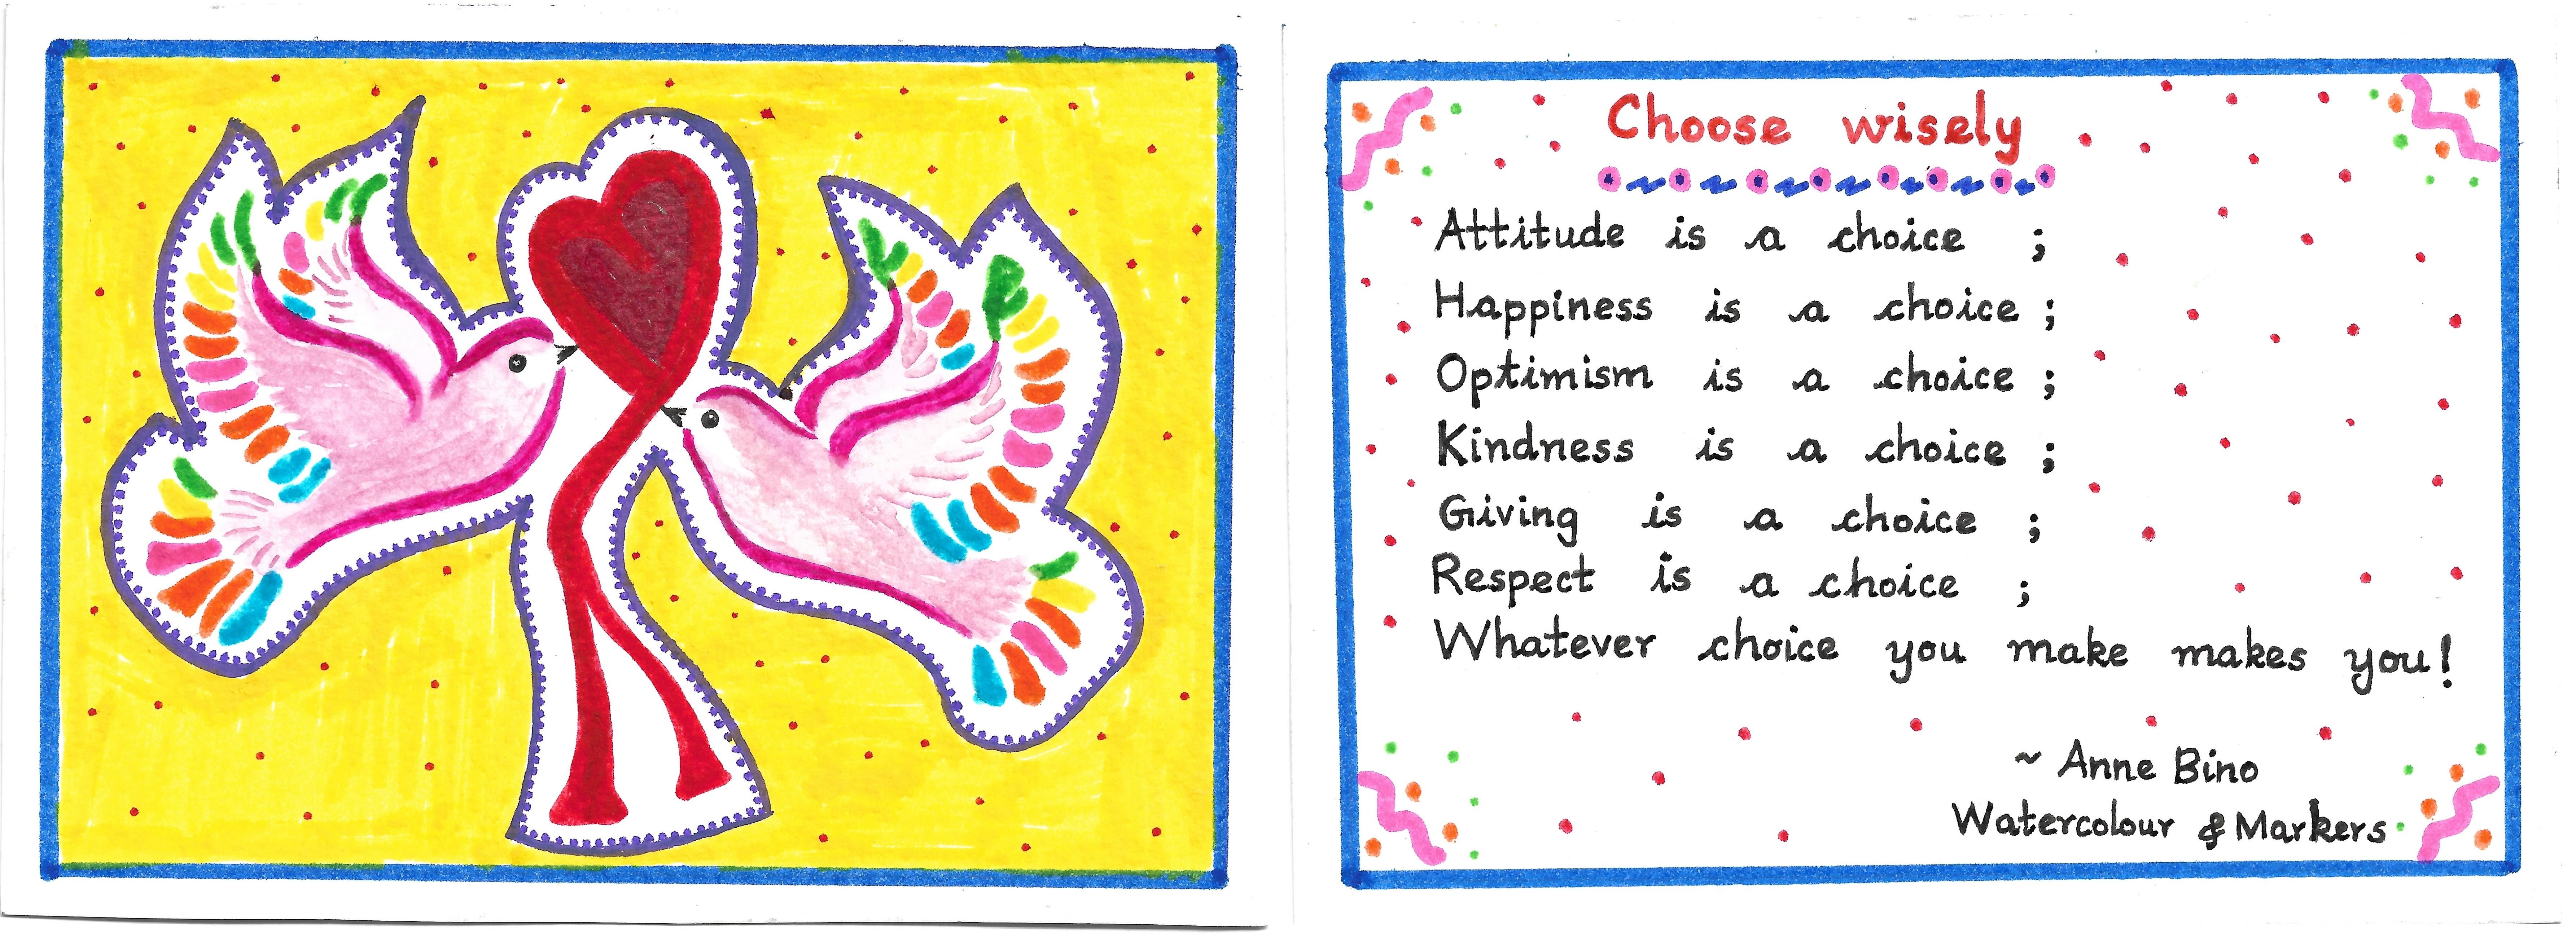 Choose wisely
Attitude is a choice ;
Happiness is a choice ;
Optimism is a choice ;
Kindness is a choice ;
Giving is a choice ;
Respect is a choice ;
Whatever choice you make makes you!
~ Anne Bino
Watercolour & Markers